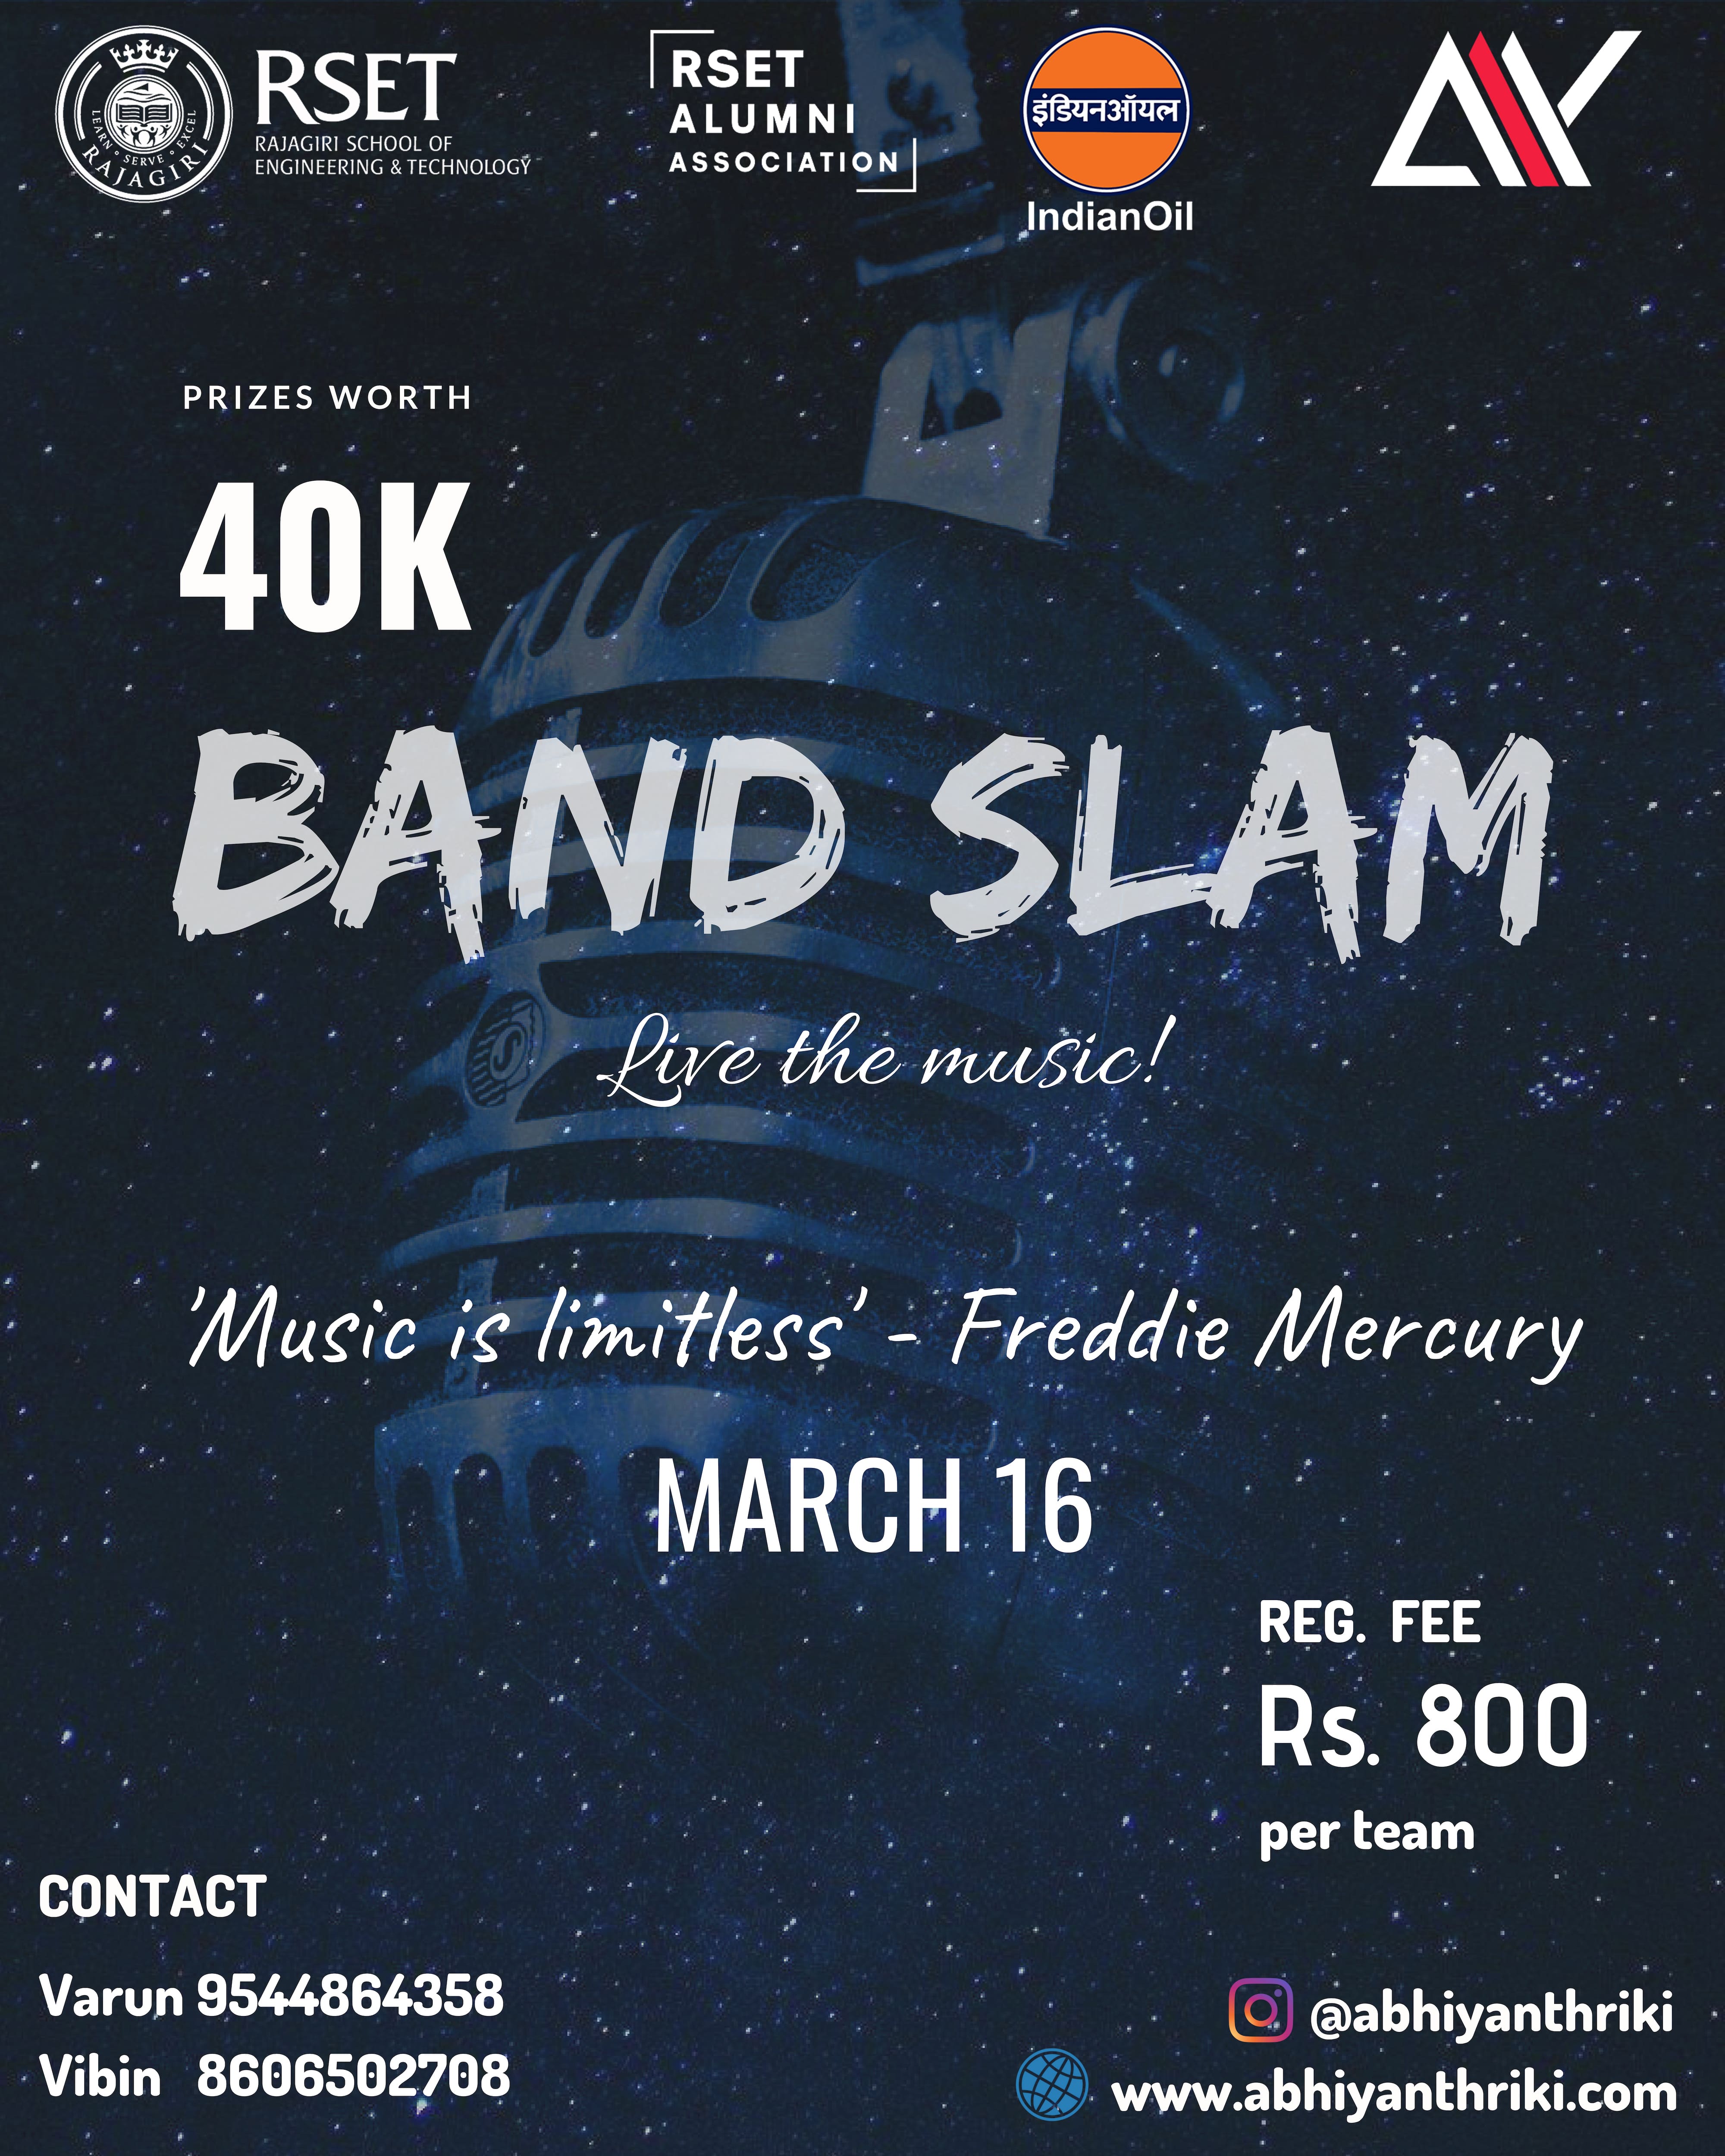 LEARN ◦ SERVE ◦ EXCEL
RAJAGIRI
RSET
RAJAGIRI SCHOOL OF
ENGINEERING & TECHNOLOGY
RSET
ALUMNI
ASSOCIATION
इंडियनऑयल
IndianOil
PRIZES WORTH
40K
BAND SLAM
Live the music!
'Music is limitless' - Freddie Mercury
MARCH 16
REG. FEE
Rs. 800
per team
CONTACT
Varun 9544864358
Vibin 8606502708
@abhiyanthriki
www.abhiyanthriki.com